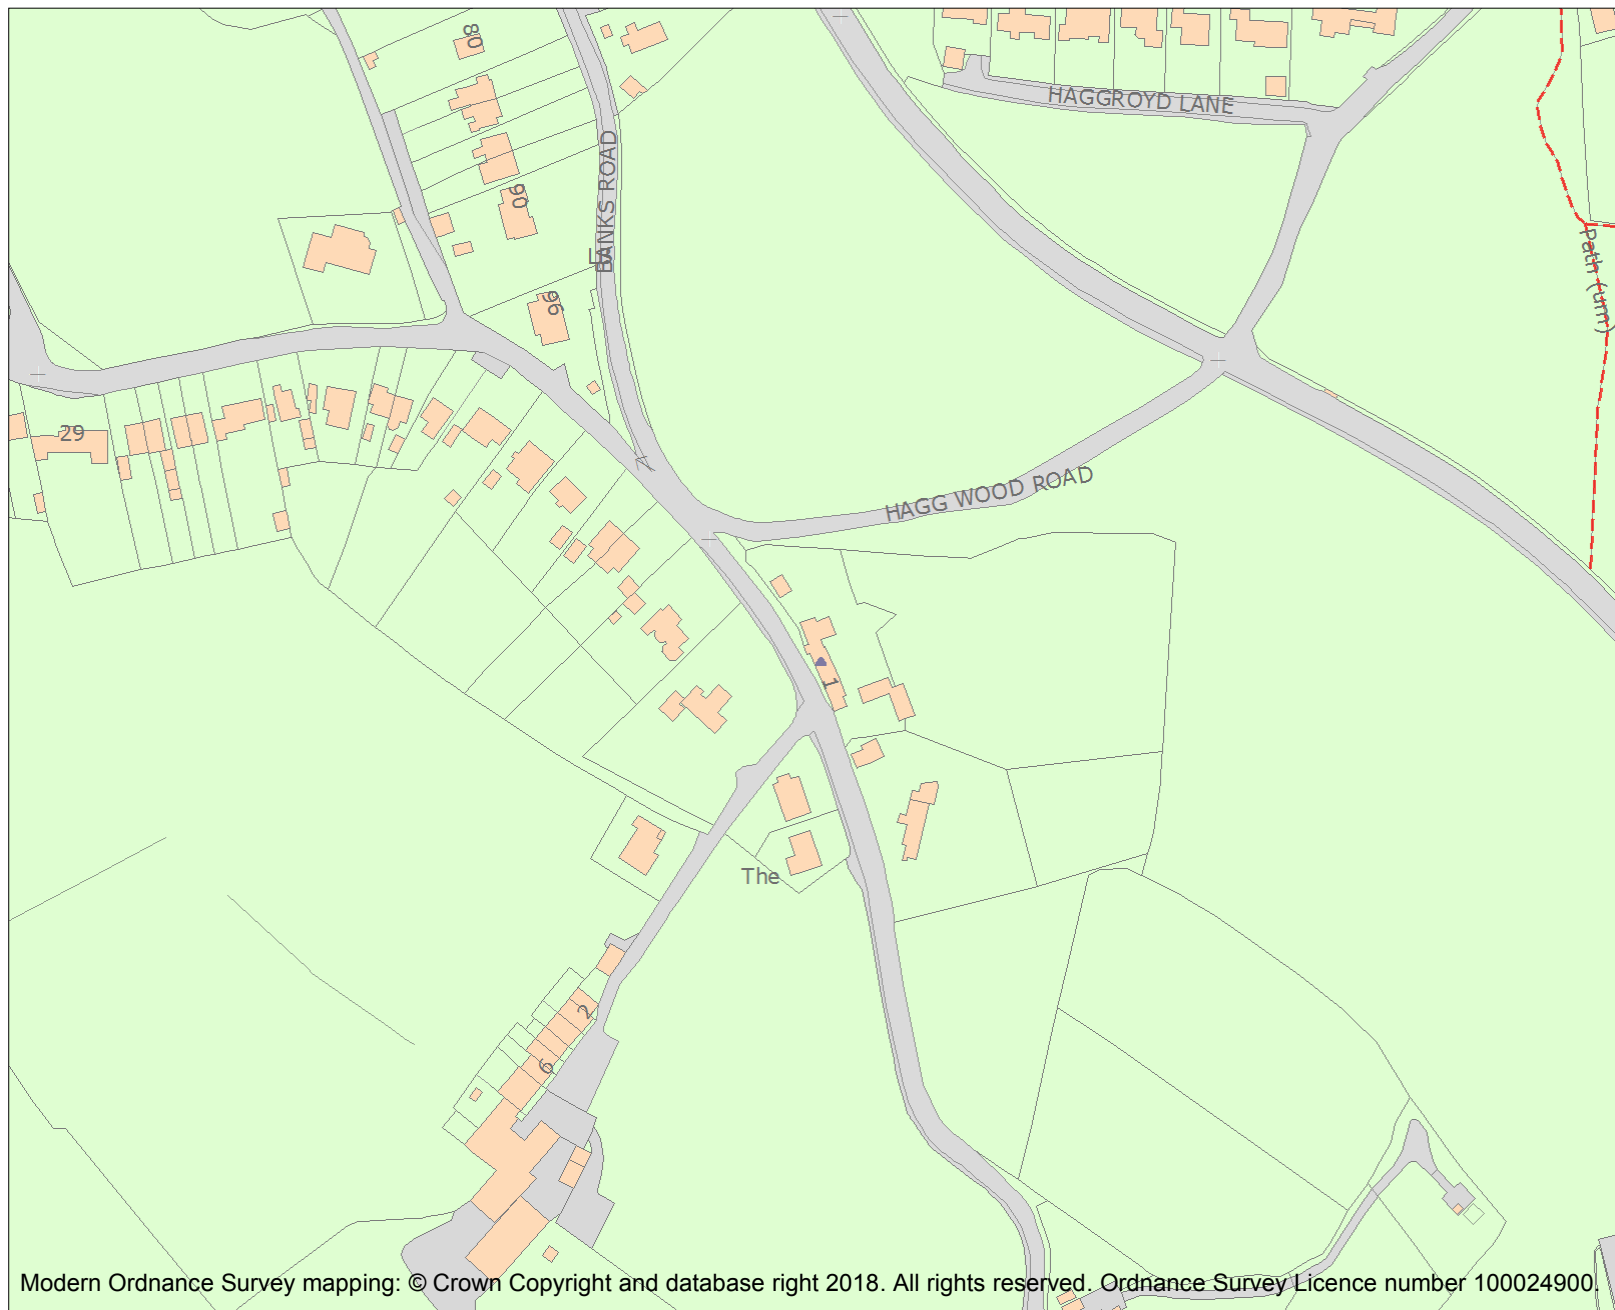 80
HAGGROYD LANE
BANKS ROAD
90
LB
Path (um)
96
29
HAGG WOOD ROAD
1
The
2
6
Modern Ordnance Survey mapping: © Crown Copyright and database right 2018. All rights reserved. Ordnance Survey Licence number 100024900.